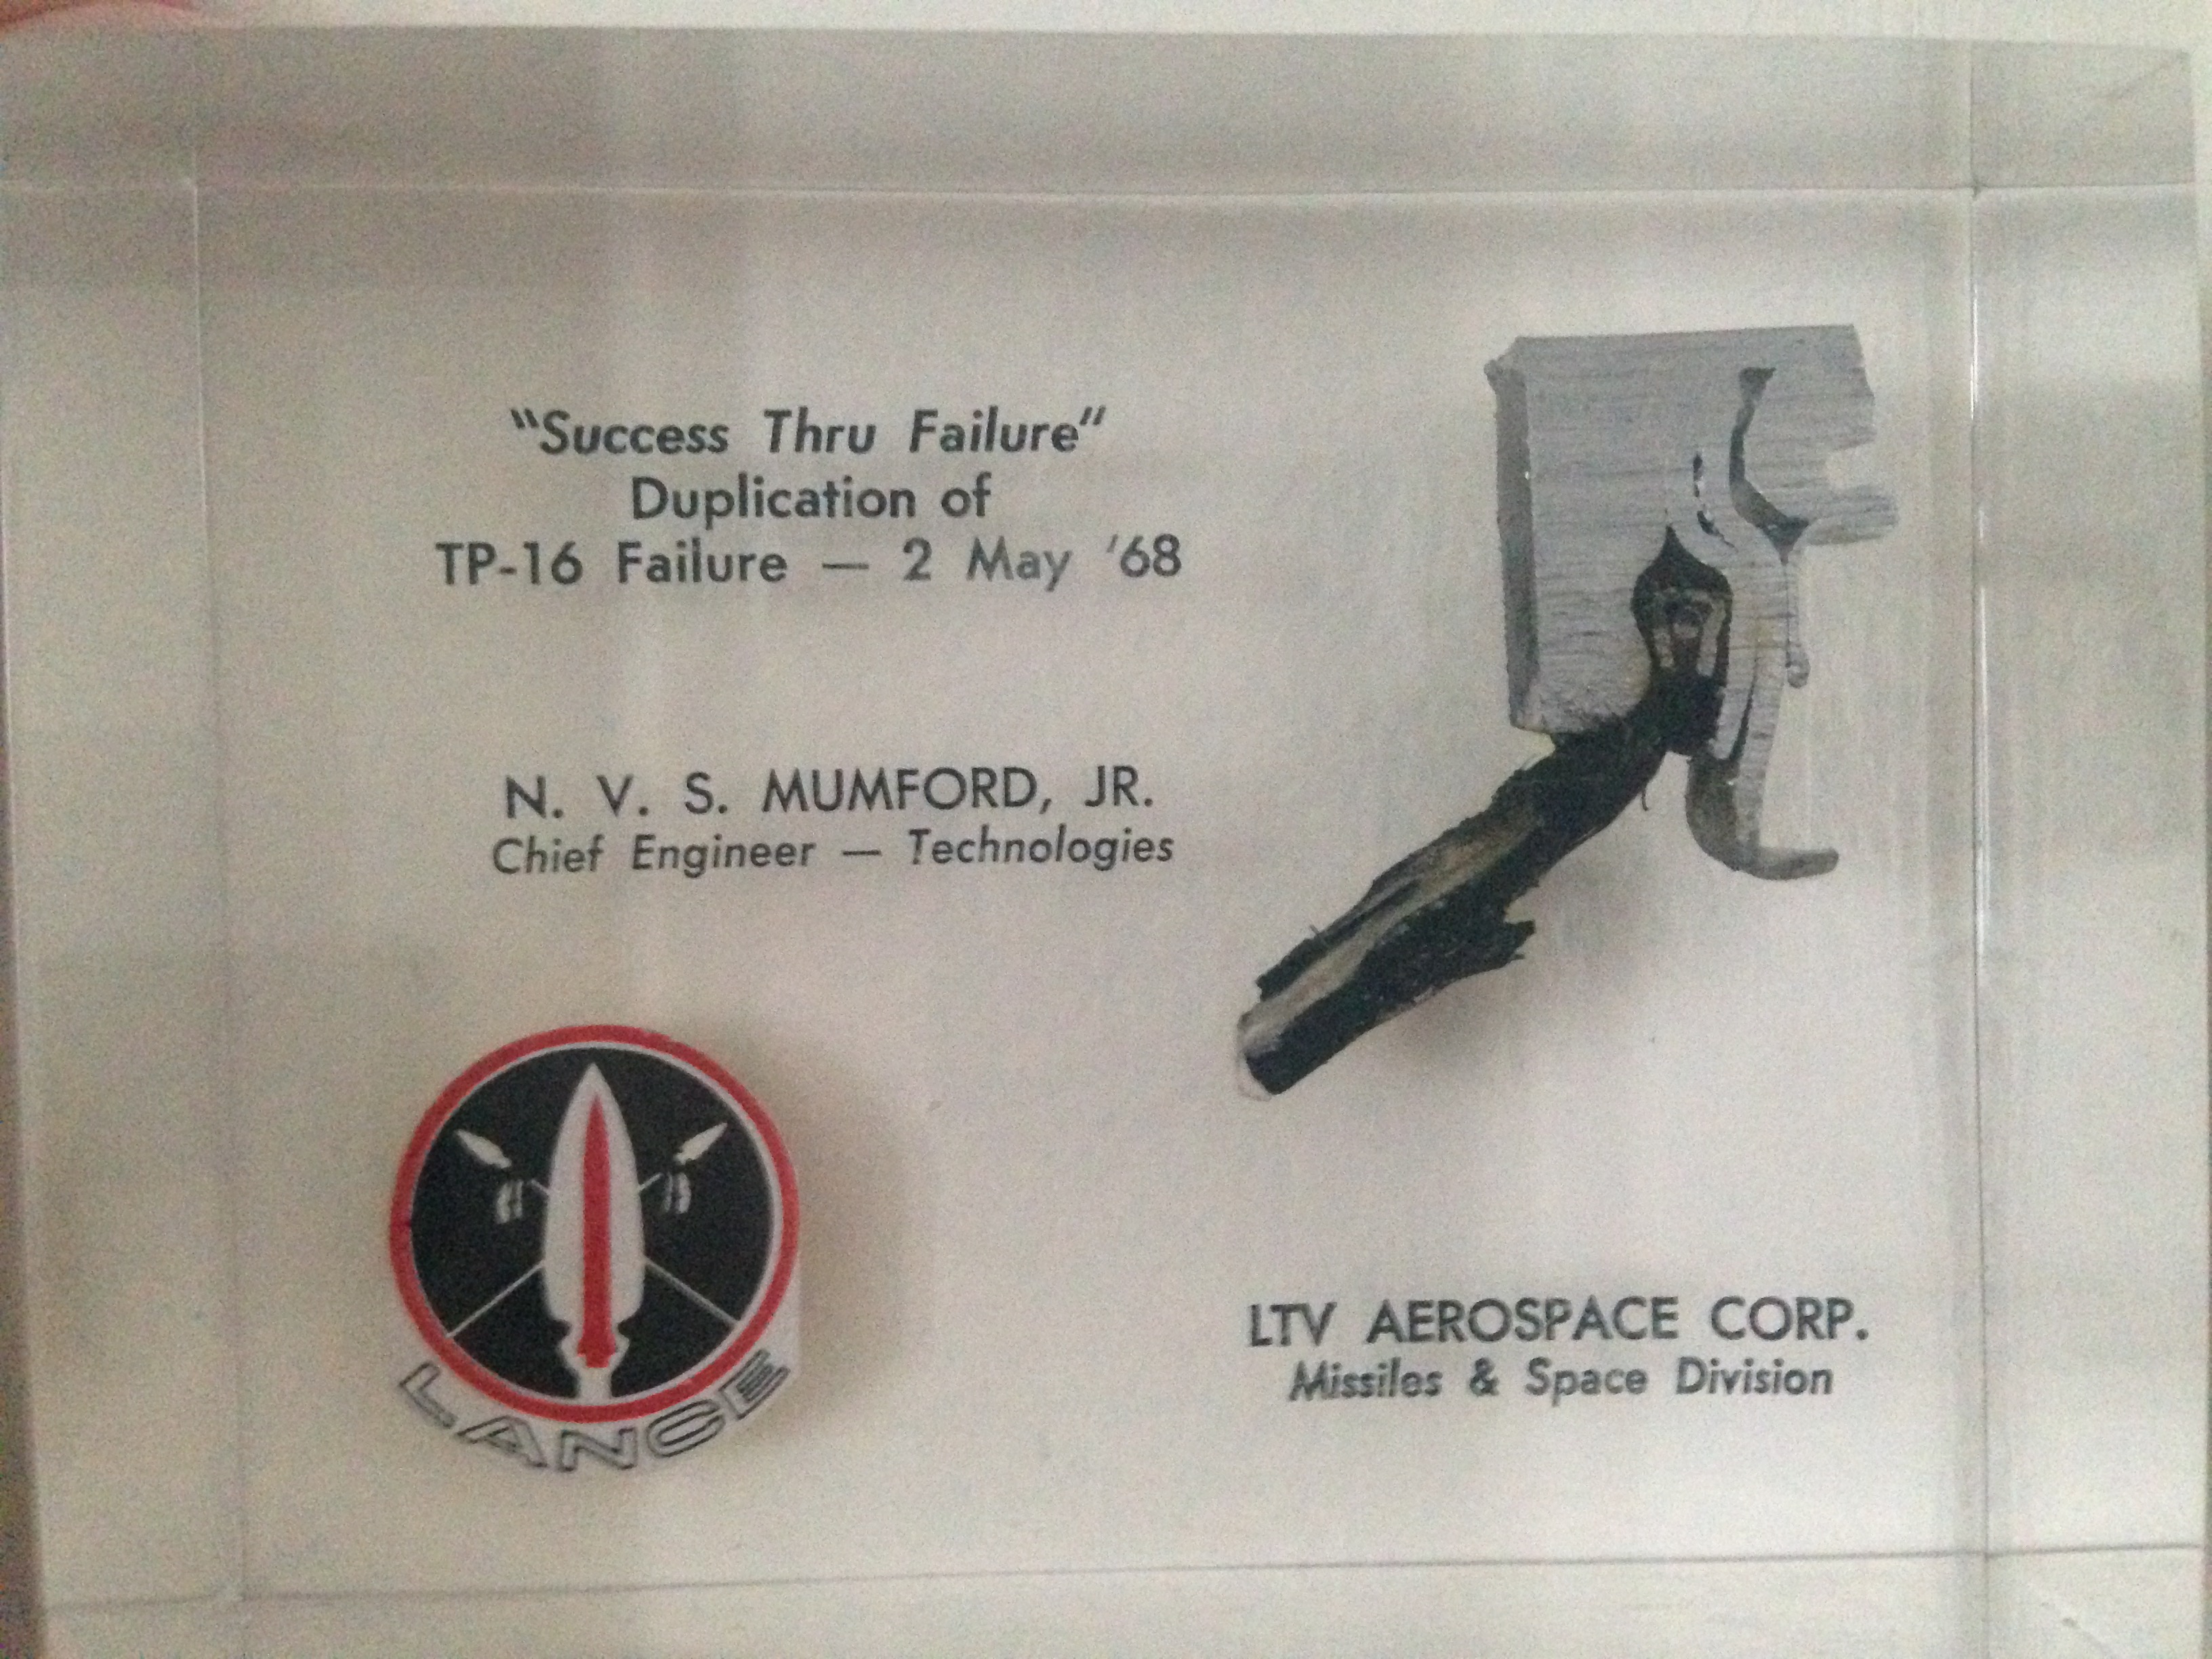 "Success Thru Failure"
Duplication of
TP-16 Failure — 2 May '68
N. V. S. MUMFORD, JR.
Chief Engineer — Technologies
LANCE
LTV AEROSPACE CORP.
Missiles & Space Division